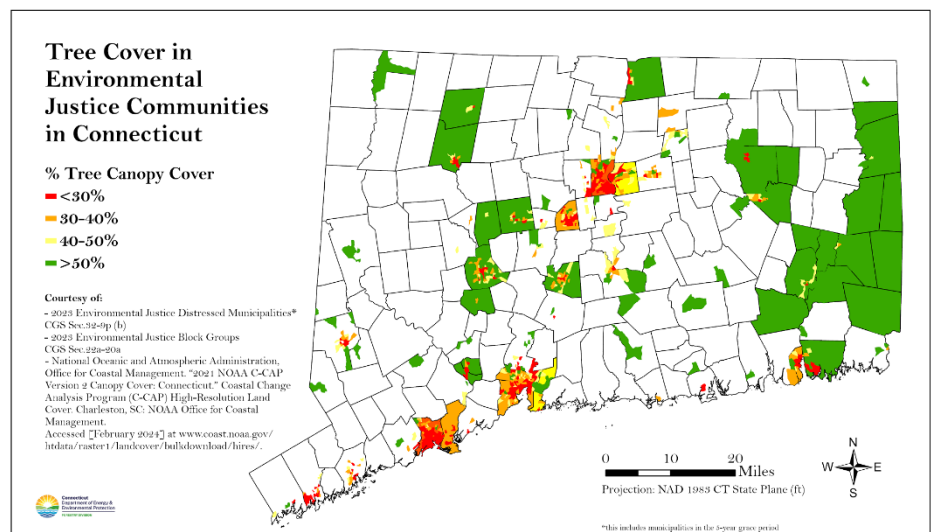 Tree Cover in
Environmental
Justice Communities
in Connecticut
% Tree Canopy Cover
<30%
30-40%
40-50%
>50%
Courtesy of:
- 2023 Environmental Justice Distressed Municipalities*
CGS Sec.32-9p (b)
- 2023 Environmental Justice Block Groups
CGS Sec.22a-20a
- National Oceanic and Atmospheric Administration,
Office for Coastal Management. "2021 NOAA C-CAP
Version 2 Canopy Cover: Connecticut." Coastal Change
Analysis Program (C-CAP) High-Resolution Land
Cover. Charleston, SC: NOAA Office for Coastal
Management.
Accessed [February 2024] at www.coast.noaa.gov/
htdata/raster1/landcover/bulkdownload/hires/.
Connecticut
Department of Energy &
Environmental Protection
0 10 20
Miles
Projection: NAD 1983 CT State Plane (ft)
N
W E
S
*this includes municipalities in the 5-year grace period